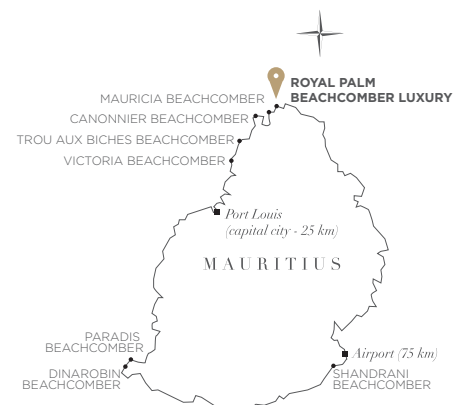 ROYAL PALM
BEACHCOMBER LUXURY
MAURICIA BEACHCOMBER
CANONNIER BEACHCOMBER
TROU AUX BICHES BEACHCOMBER
VICTORIA BEACHCOMBER
Port Louis
(capital city - 25 km)
MAURITIUS
PARADIS
BEACHCOMBER
DINAROBIN
BEACHCOMBER
Airport (75 km)
SHANDRANI
BEACHCOMBER